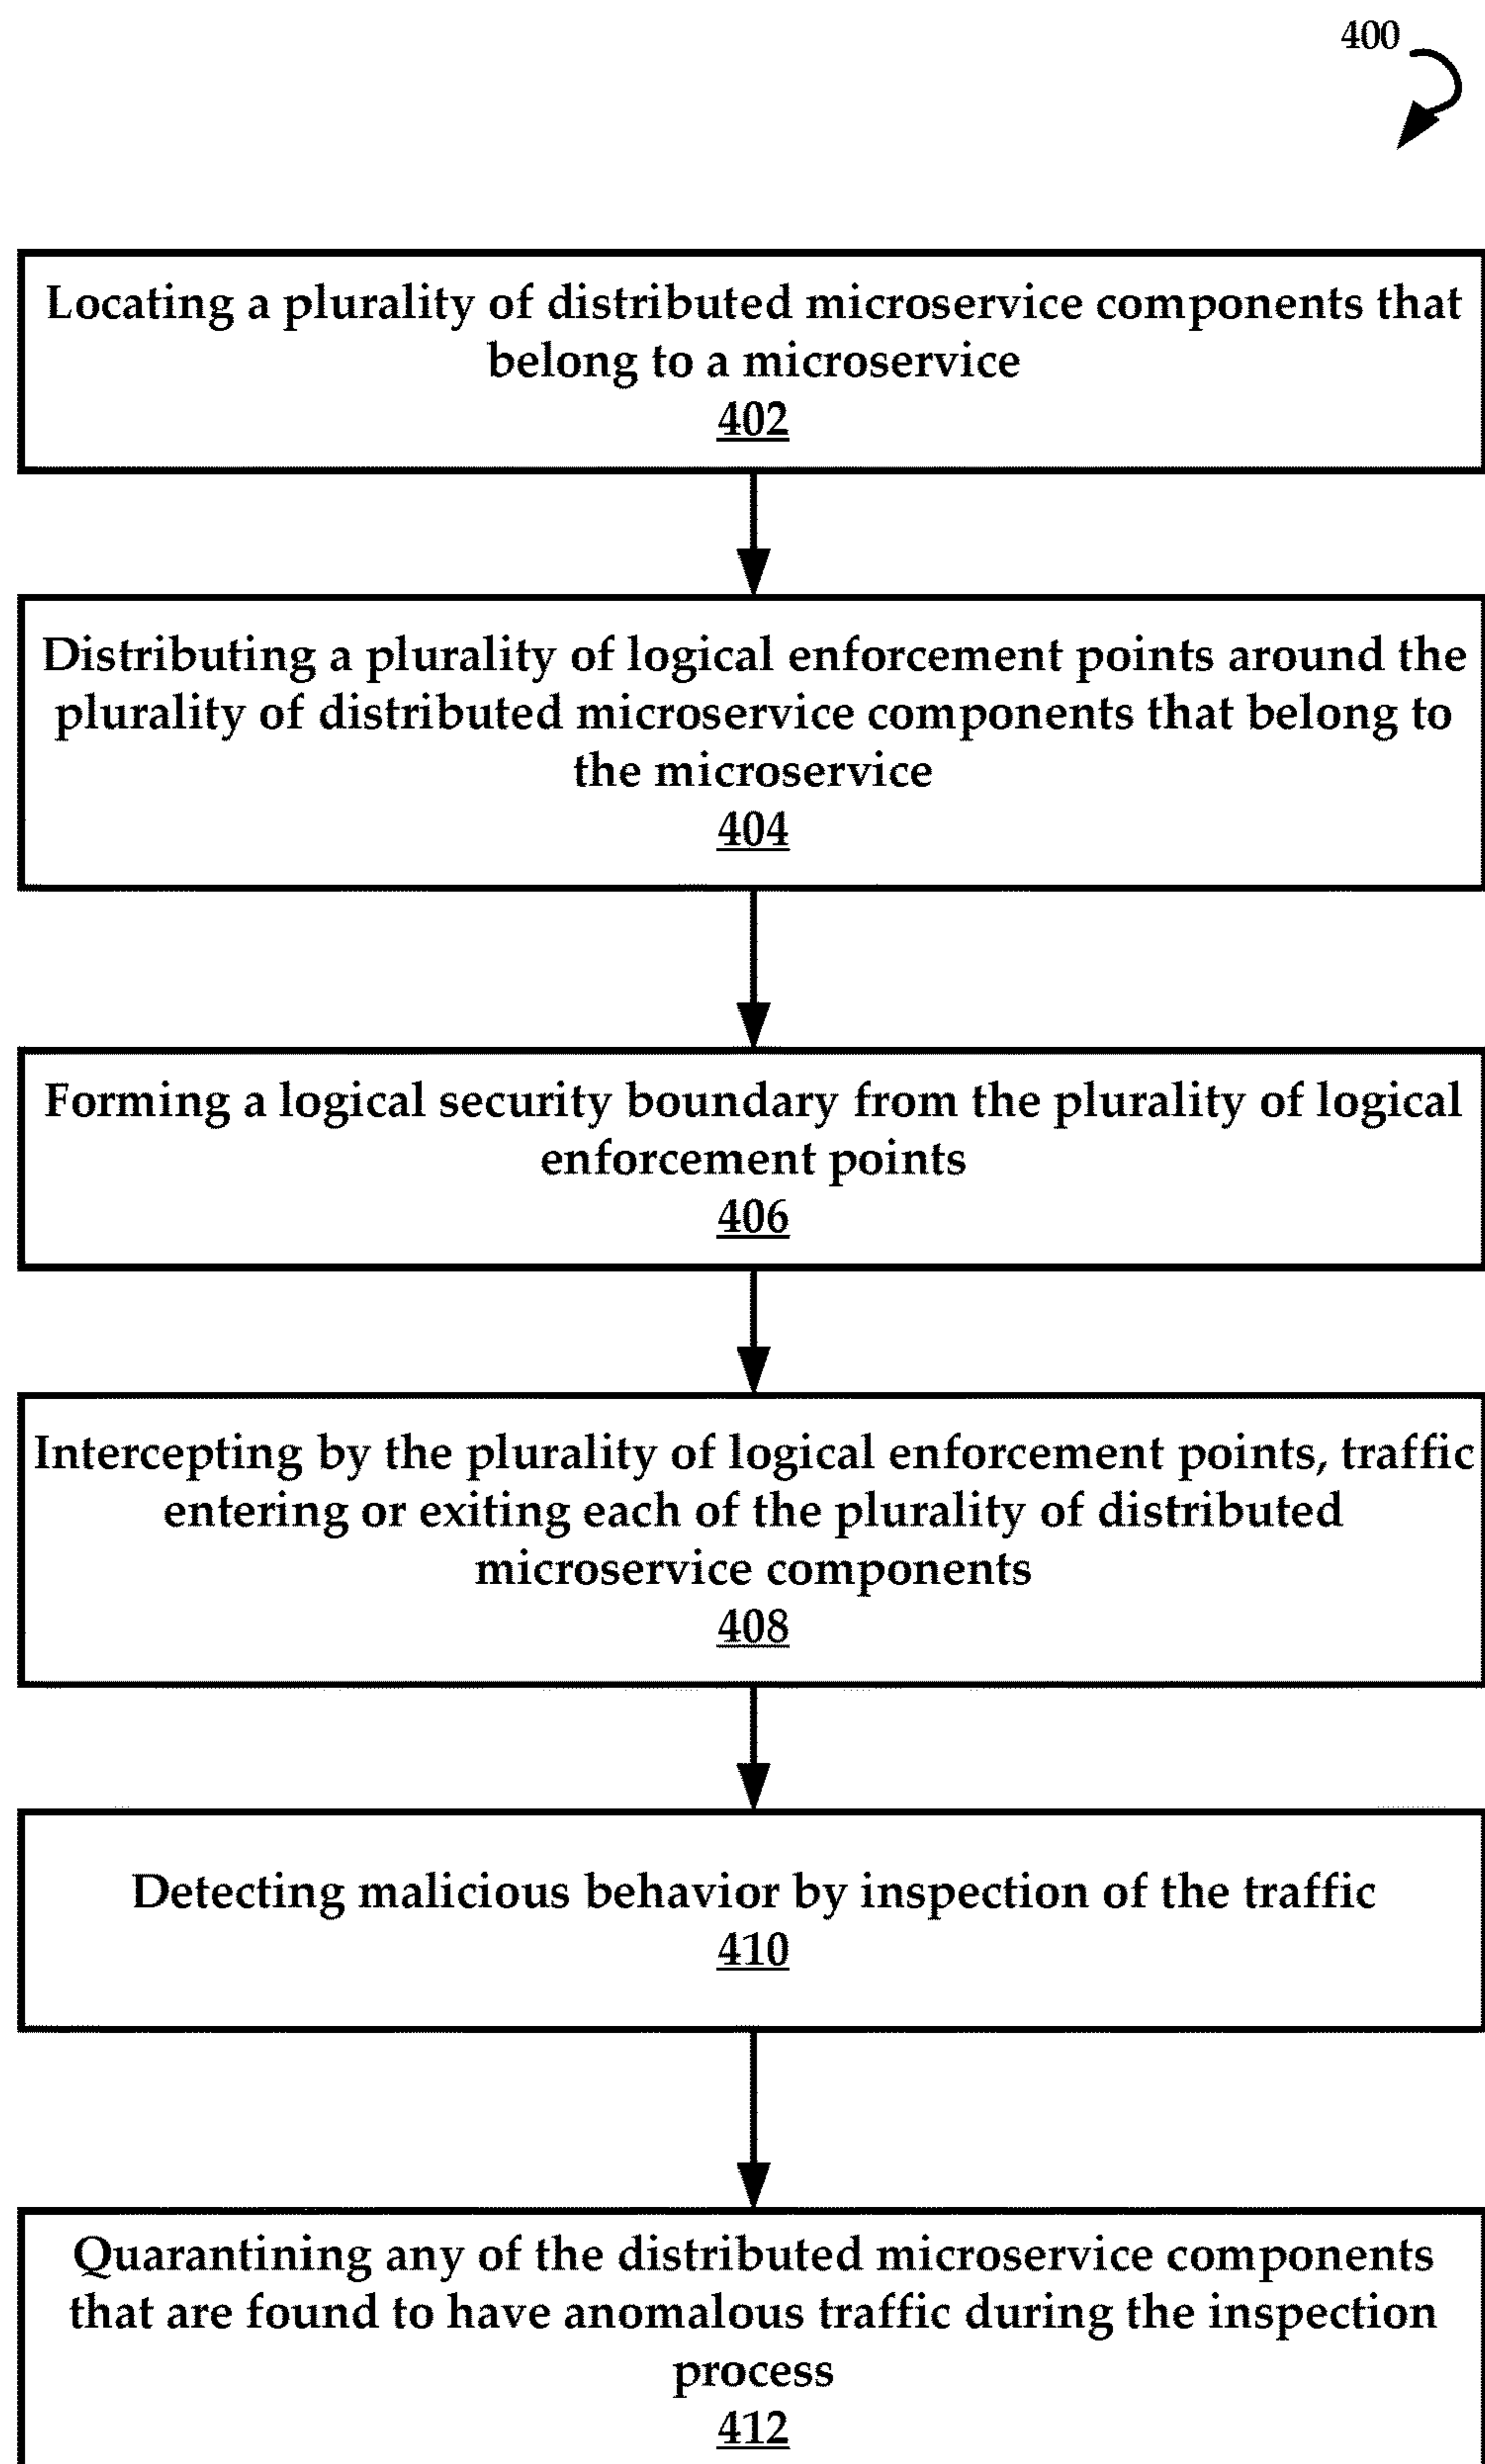 400
Locating a plurality of distributed microservice components that
belong to a microservice
402
Distributing a plurality of logical enforcement points around the
plurality of distributed microservice components that belong to
the microservice
404
Forming a logical security boundary from the plurality of logical
enforcement points
406
Intercepting by the plurality of logical enforcement points, traffic
entering or exiting each of the plurality of distributed
microservice components
408
Detecting malicious behavior by inspection of the traffic
410
Quarantining any of the distributed microservice components
that are found to have anomalous traffic during the inspection
process
412